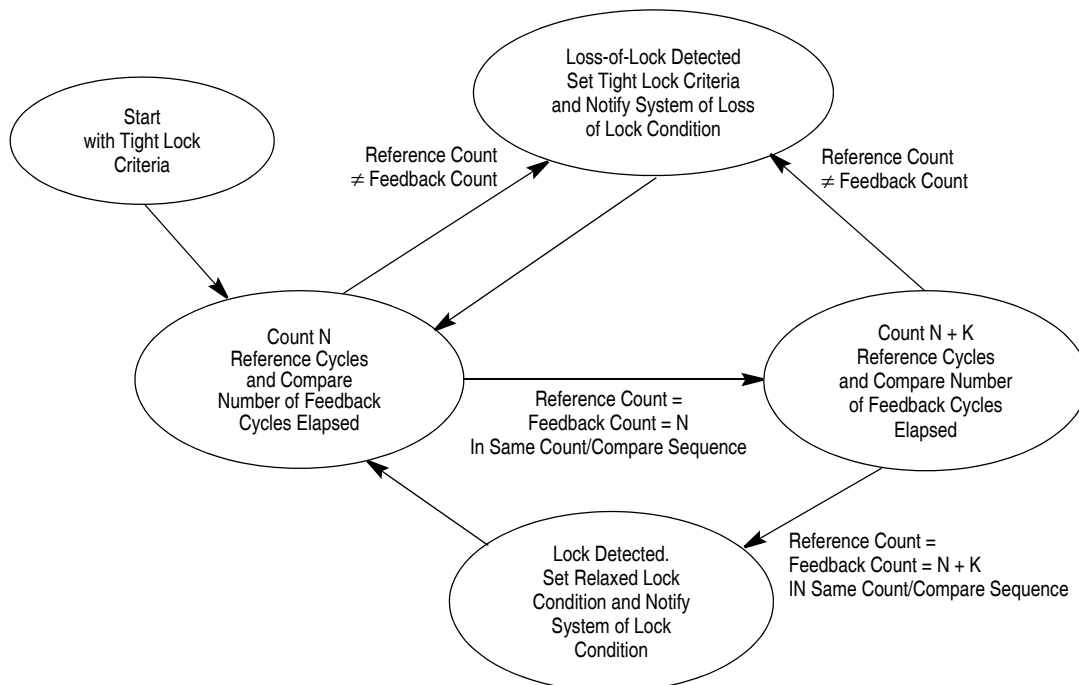 Start
with Tight Lock
Criteria
Loss-of-Lock Detected
Set Tight Lock Criteria
and Notify System of Loss
of Lock Condition
Reference Count
≠ Feedback Count
Reference Count
≠ Feedback Count
Count N
Reference Cycles
and Compare
Number of Feedback
Cycles Elapsed
Reference Count =
Feedback Count = N
In Same Count/Compare Sequence
Count N + K
Reference Cycles
and Compare Number
of Feedback Cycles
Elapsed
Lock Detected.
Set Relaxed Lock
Condition and Notify
System of Lock
Condition
Reference Count =
Feedback Count = N + K
IN Same Count/Compare Sequence